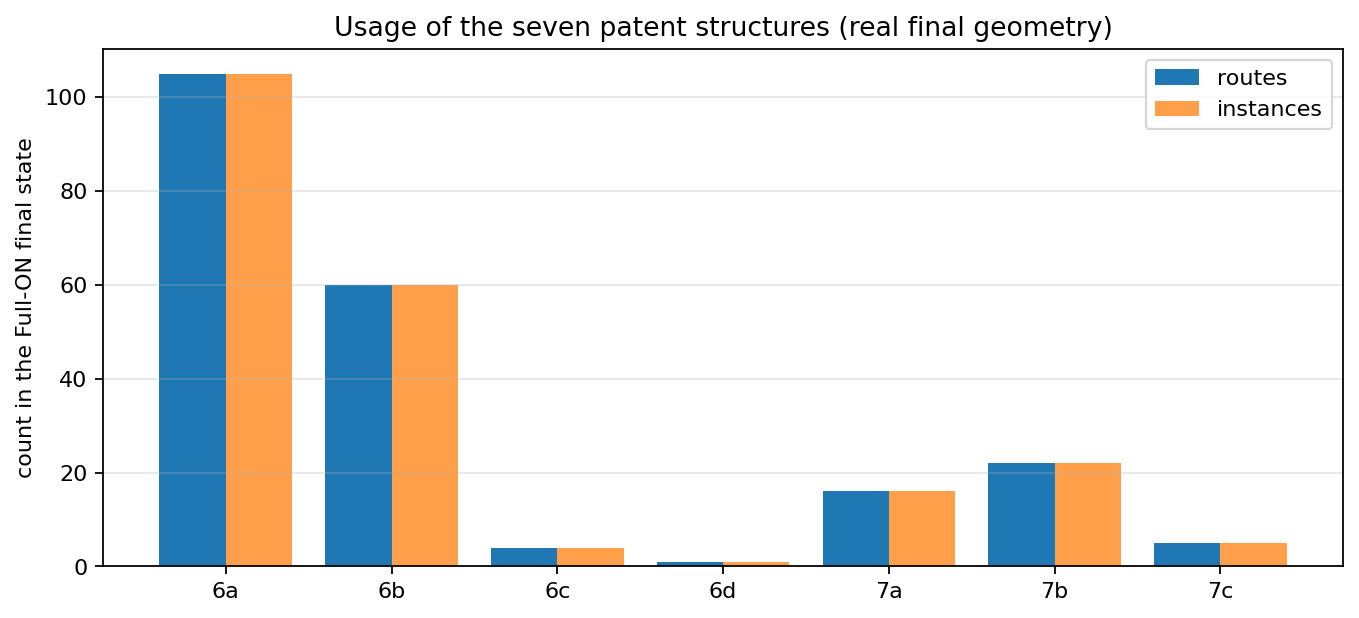 Usage of the seven patent structures (real final geometry)
routes
instances
count in the Full-ON final state
100
80
60
40
20
0
6a 6b 6c 6d 7a 7b 7c